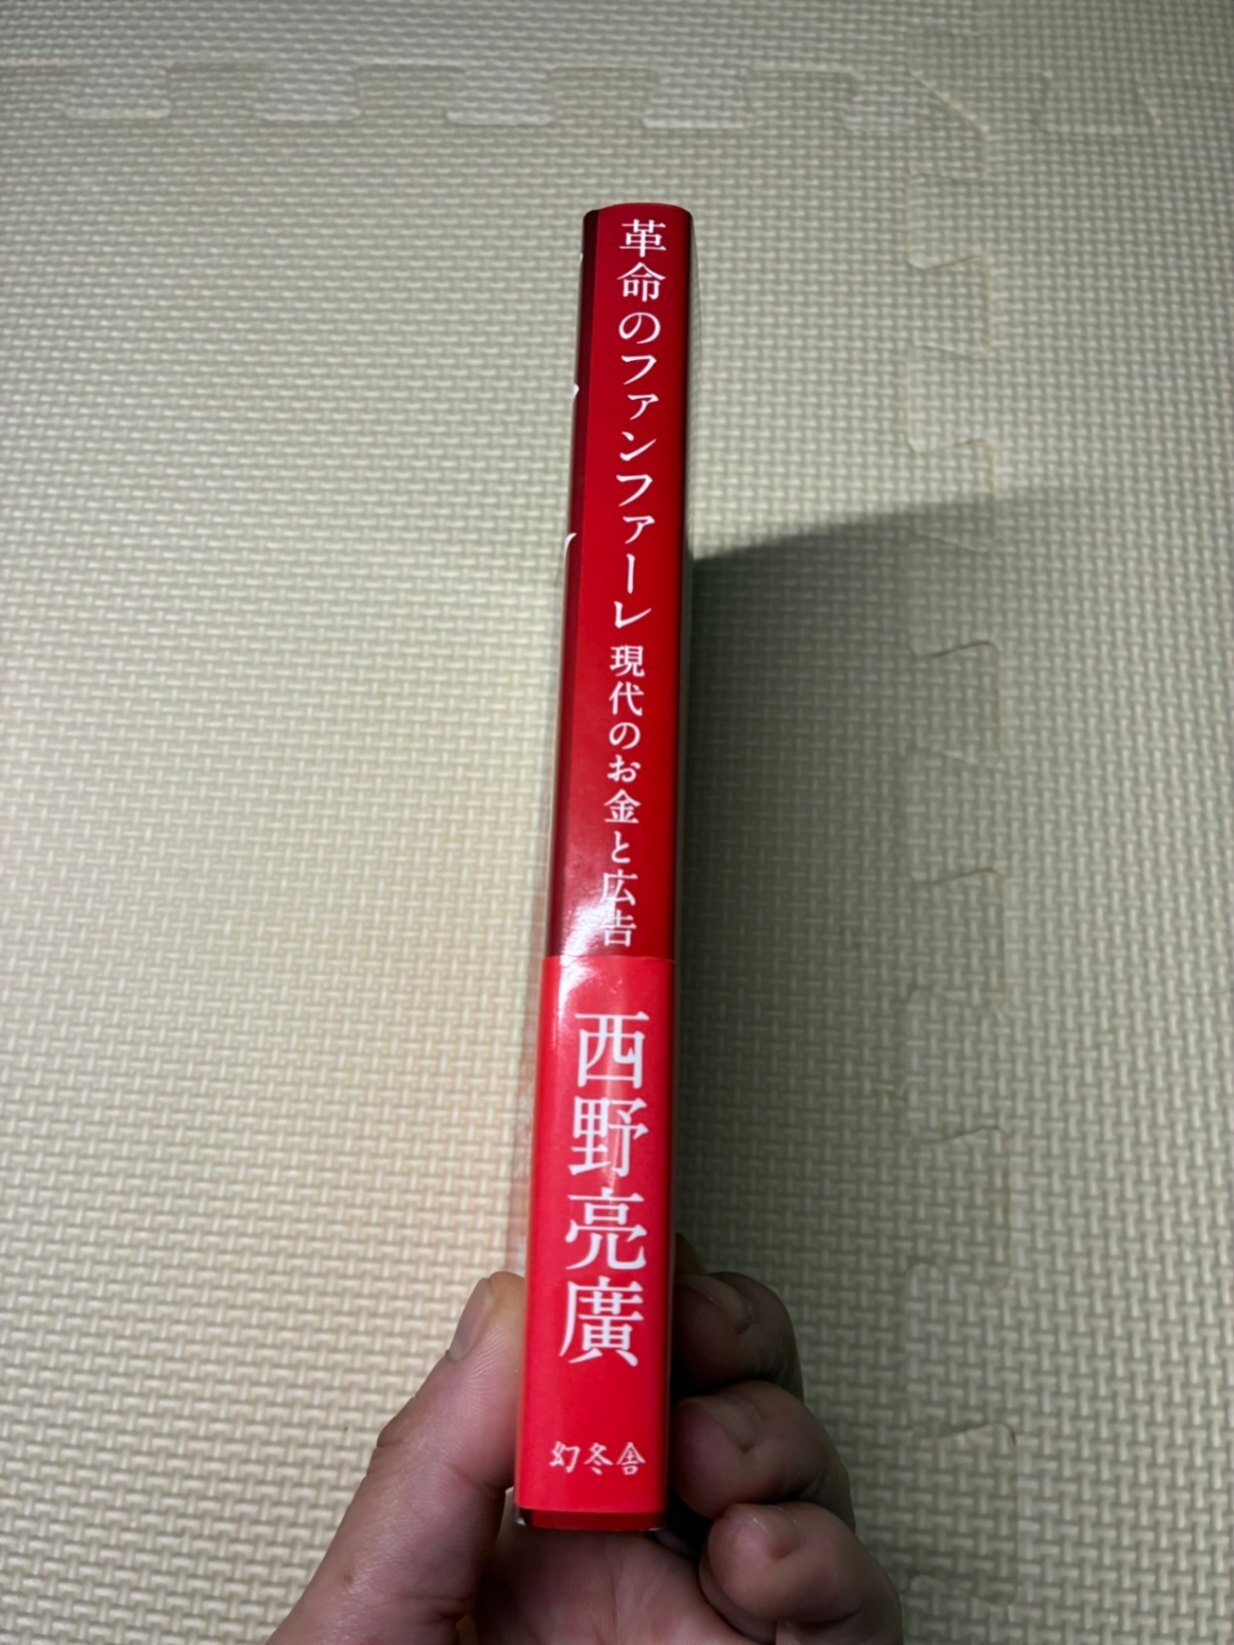 革命のファンファーレ 現代のお金と広告
西野亮廣
幻冬舎